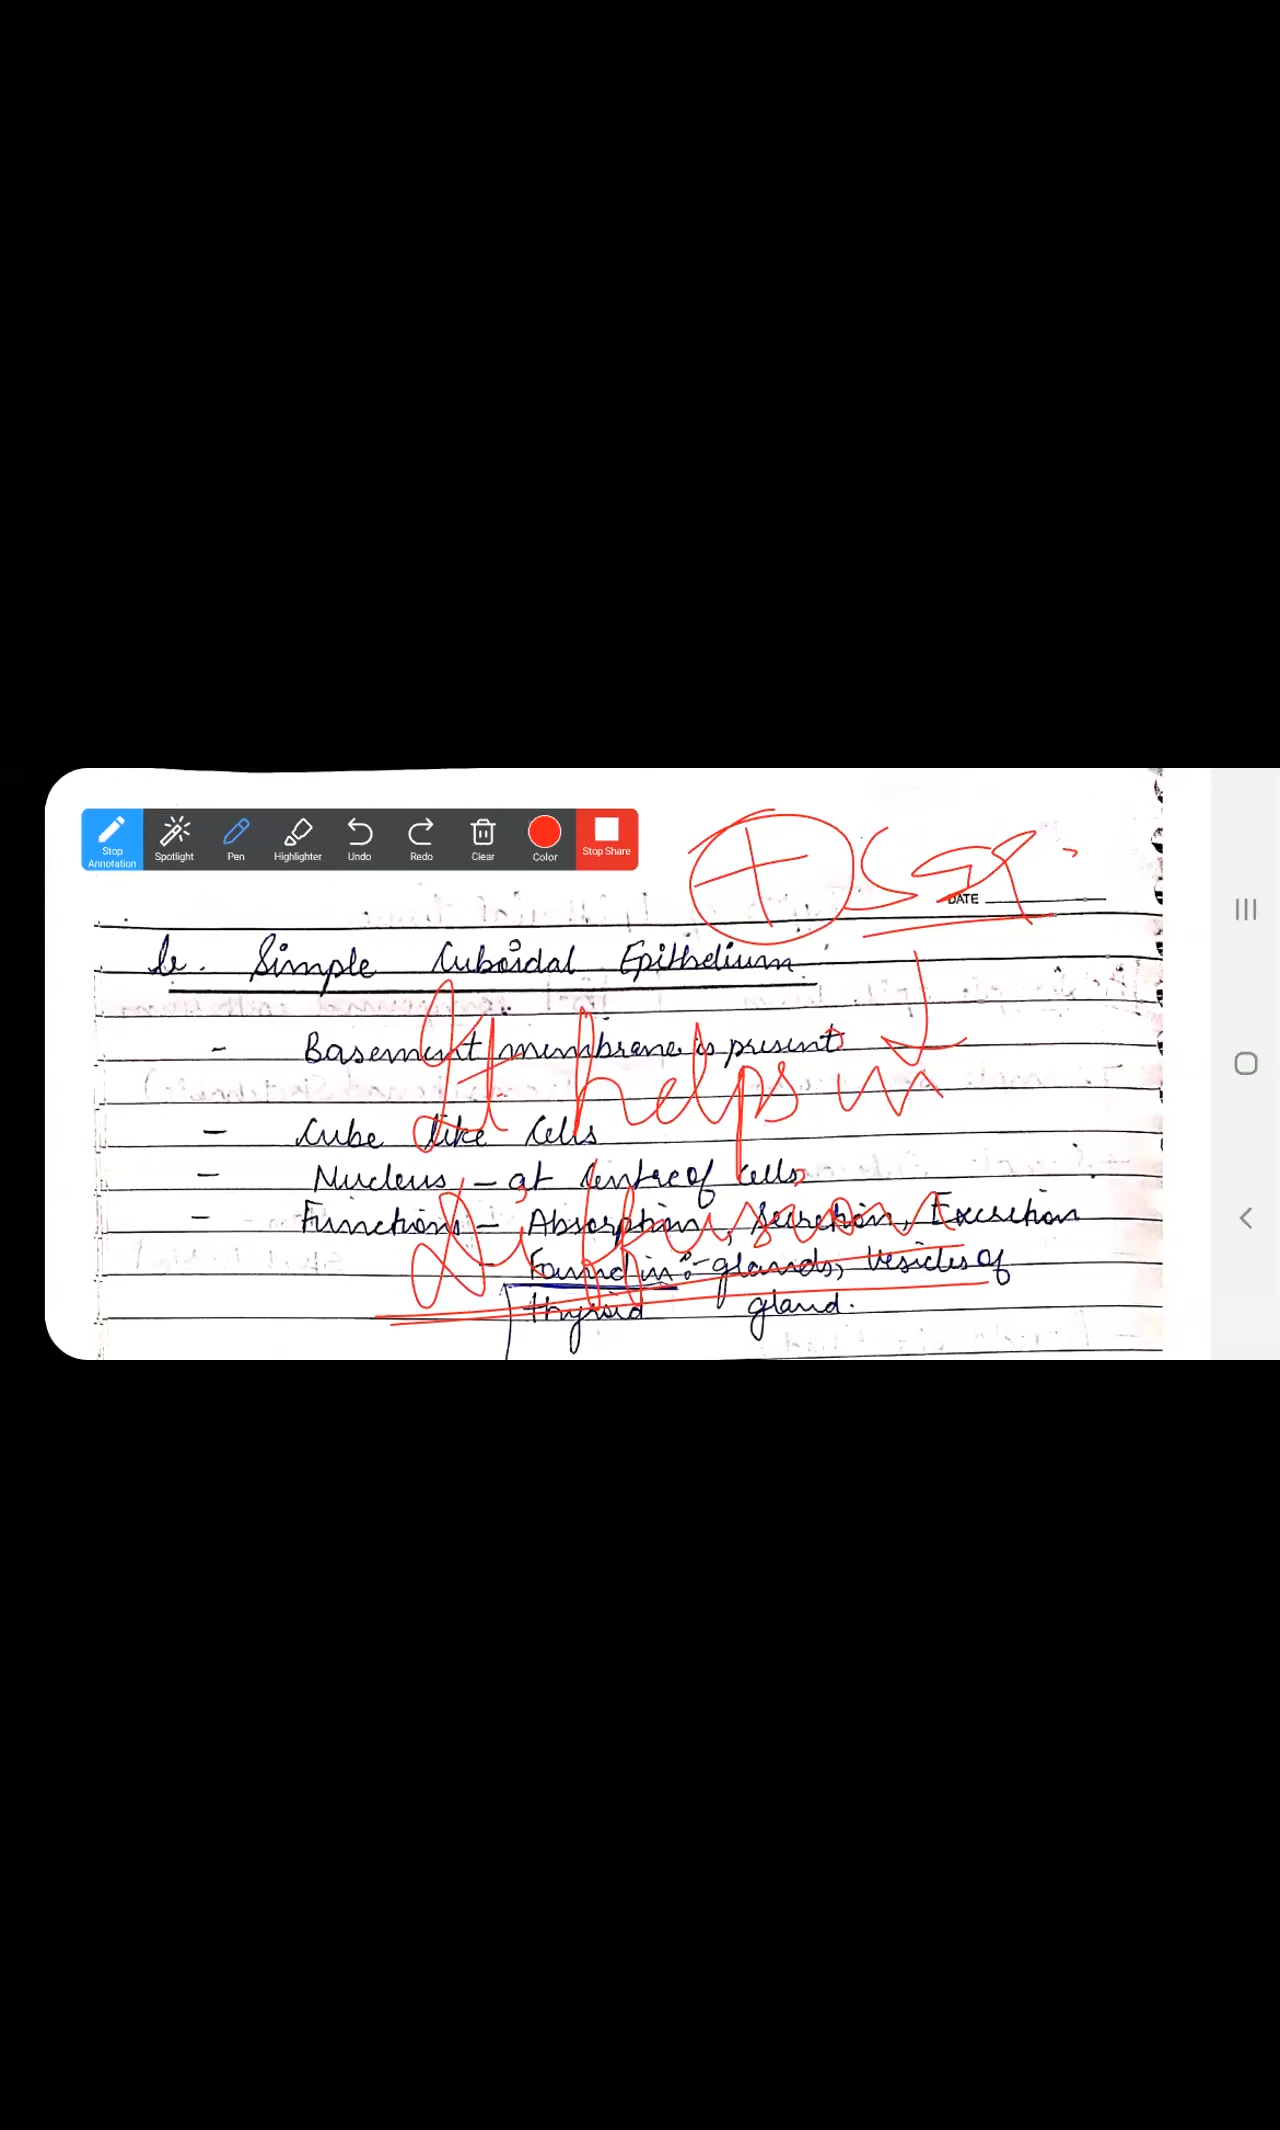 Stop Annotation Spotlight Pen Highlighter Undo Redo Clear Color Stop Share
DATE
b. Simple Cuboidal Epithelium
- Basement membrane is present
It helps in
- Cube like Cells
- Nucleus - at centre of cells
Diffusion
- Functions - Absorption, Secretion, Excretion
- Found in :- glands, Vesicles of
thyroid gland.